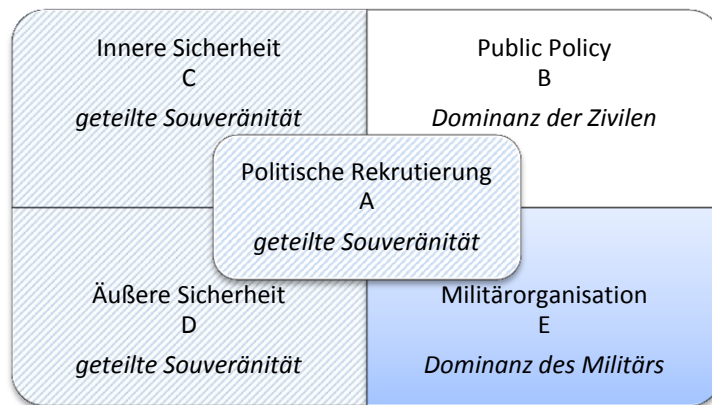 Innere Sicherheit
C
geteilte Souveränität
Public Policy
B
Dominanz der Zivilen
Politische Rekrutierung
A
geteilte Souveränität
Äußere Sicherheit
D
geteilte Souveränität
Militärorganisation
E
Dominanz des Militärs